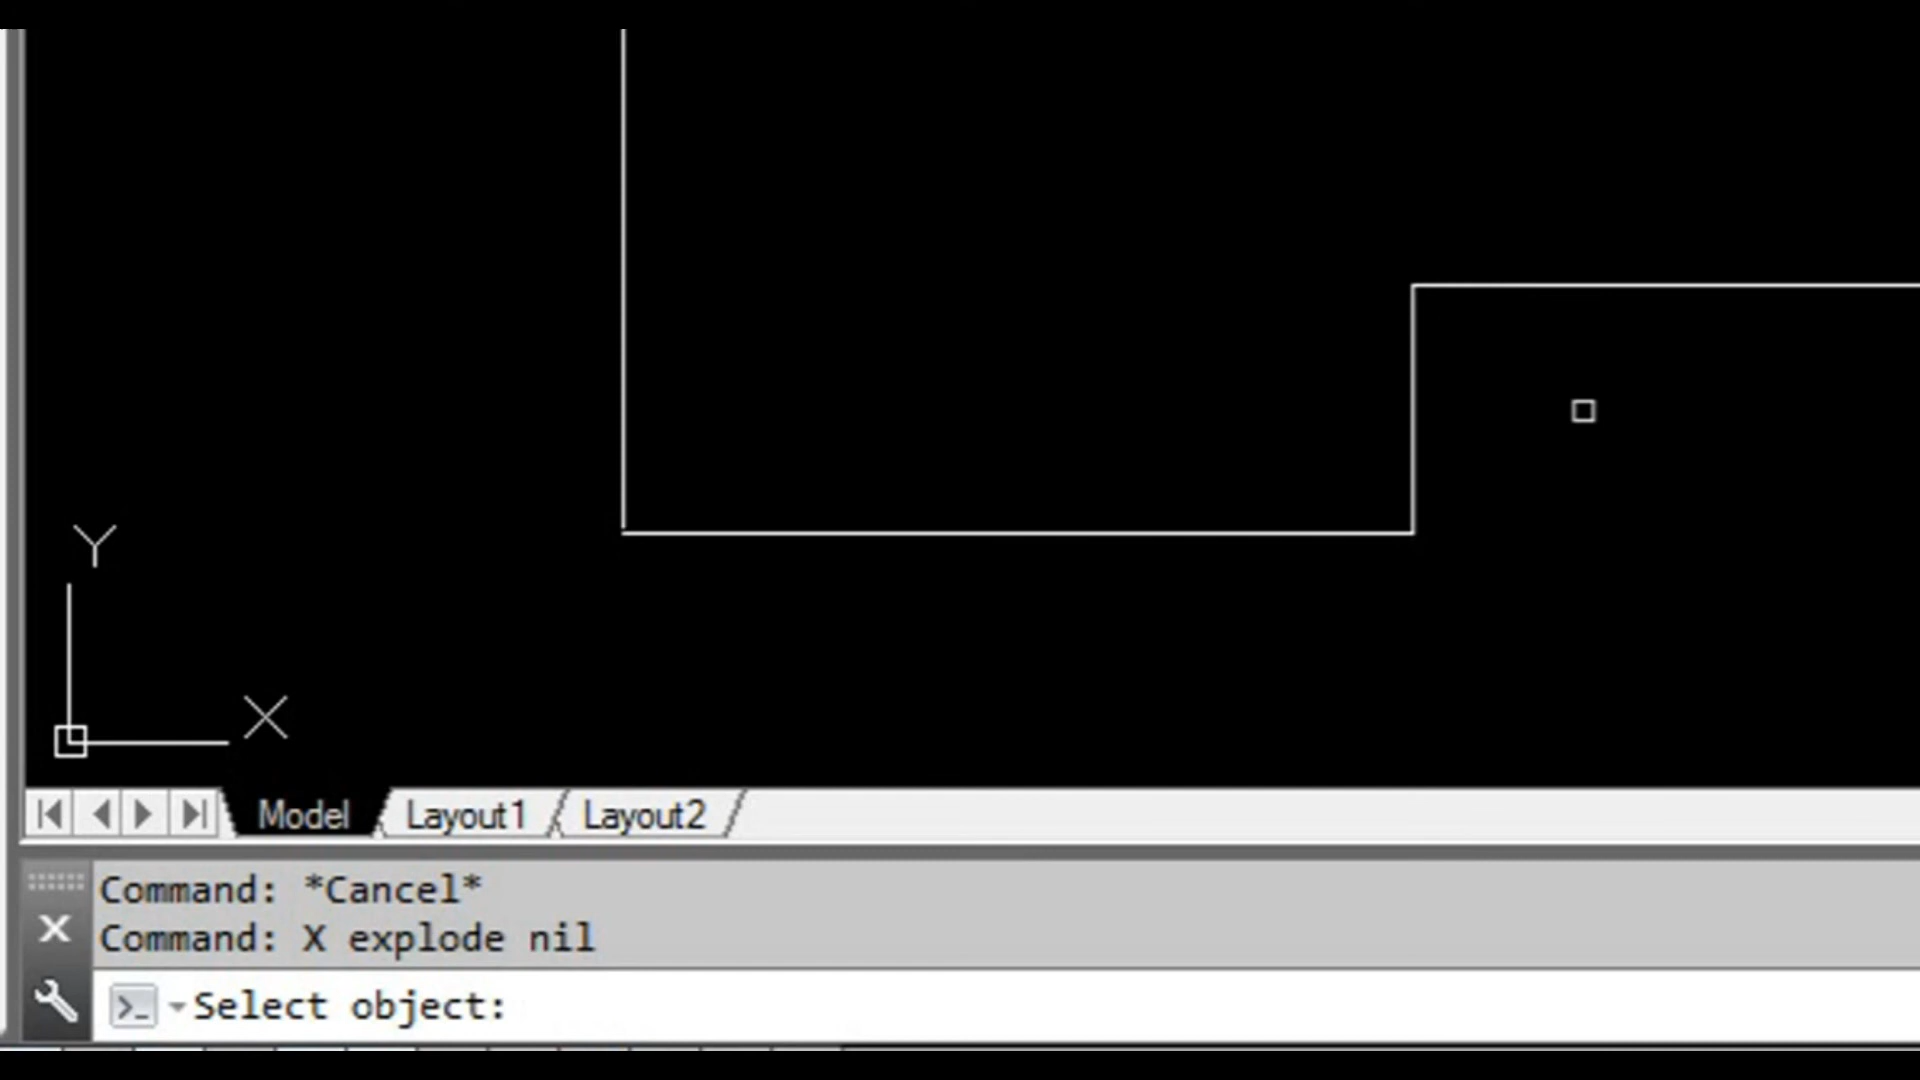 Y
X
Model Layout1 Layout2
Command: *Cancel*
Command: X explode nil
Select object: